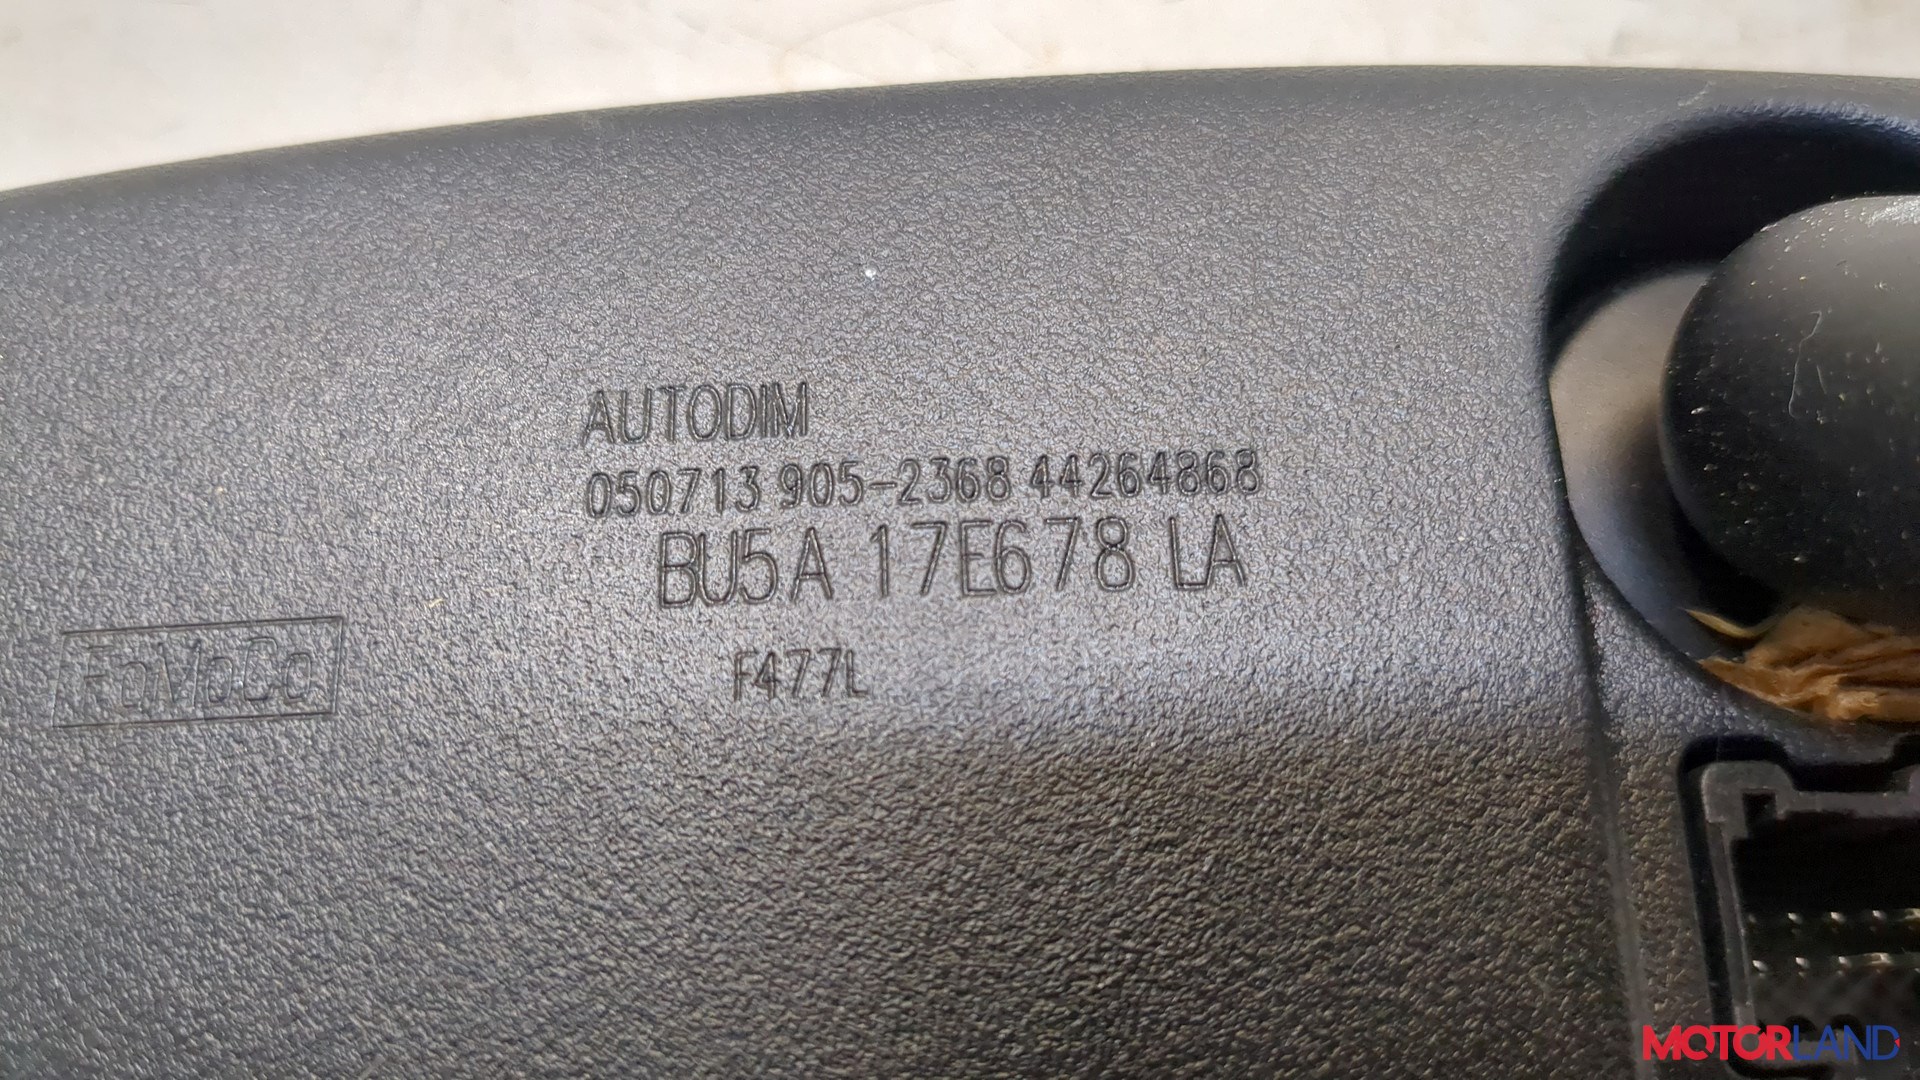 AUTODIM
050713 905-2368 44264868
BU5A 17E678 LA
FoMoCo
F477L
MOTORLAND